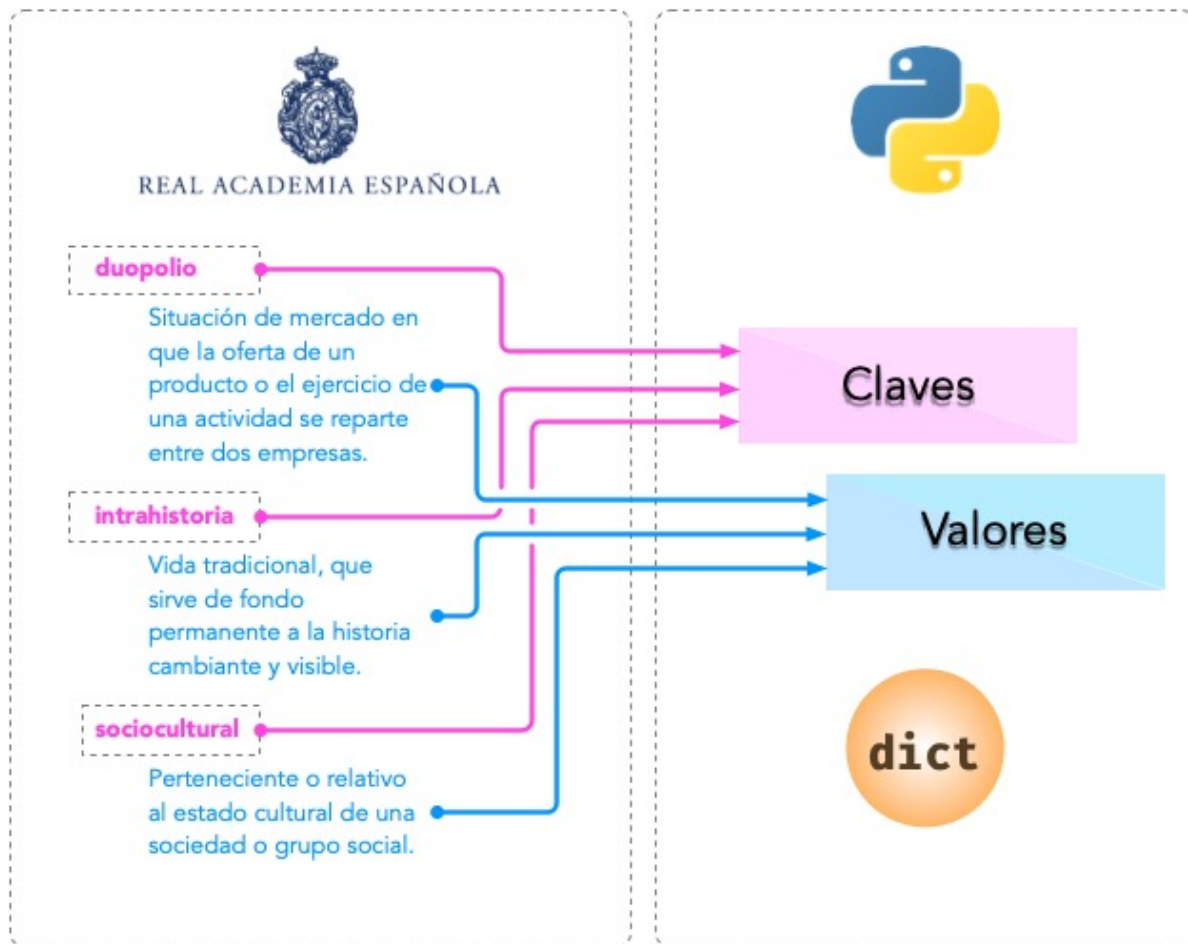 REAL ACADEMIA ESPAÑOLA
duopolio
Situación de mercado en
que la oferta de un
producto o el ejercicio de
una actividad se reparte
entre dos empresas.
intrahistoria
Vida tradicional, que
sirve de fondo
permanente a la historia
cambiante y visible.
sociocultural
Perteneciente o relativo
al estado cultural de una
sociedad o grupo social.
Claves
Valores
dict